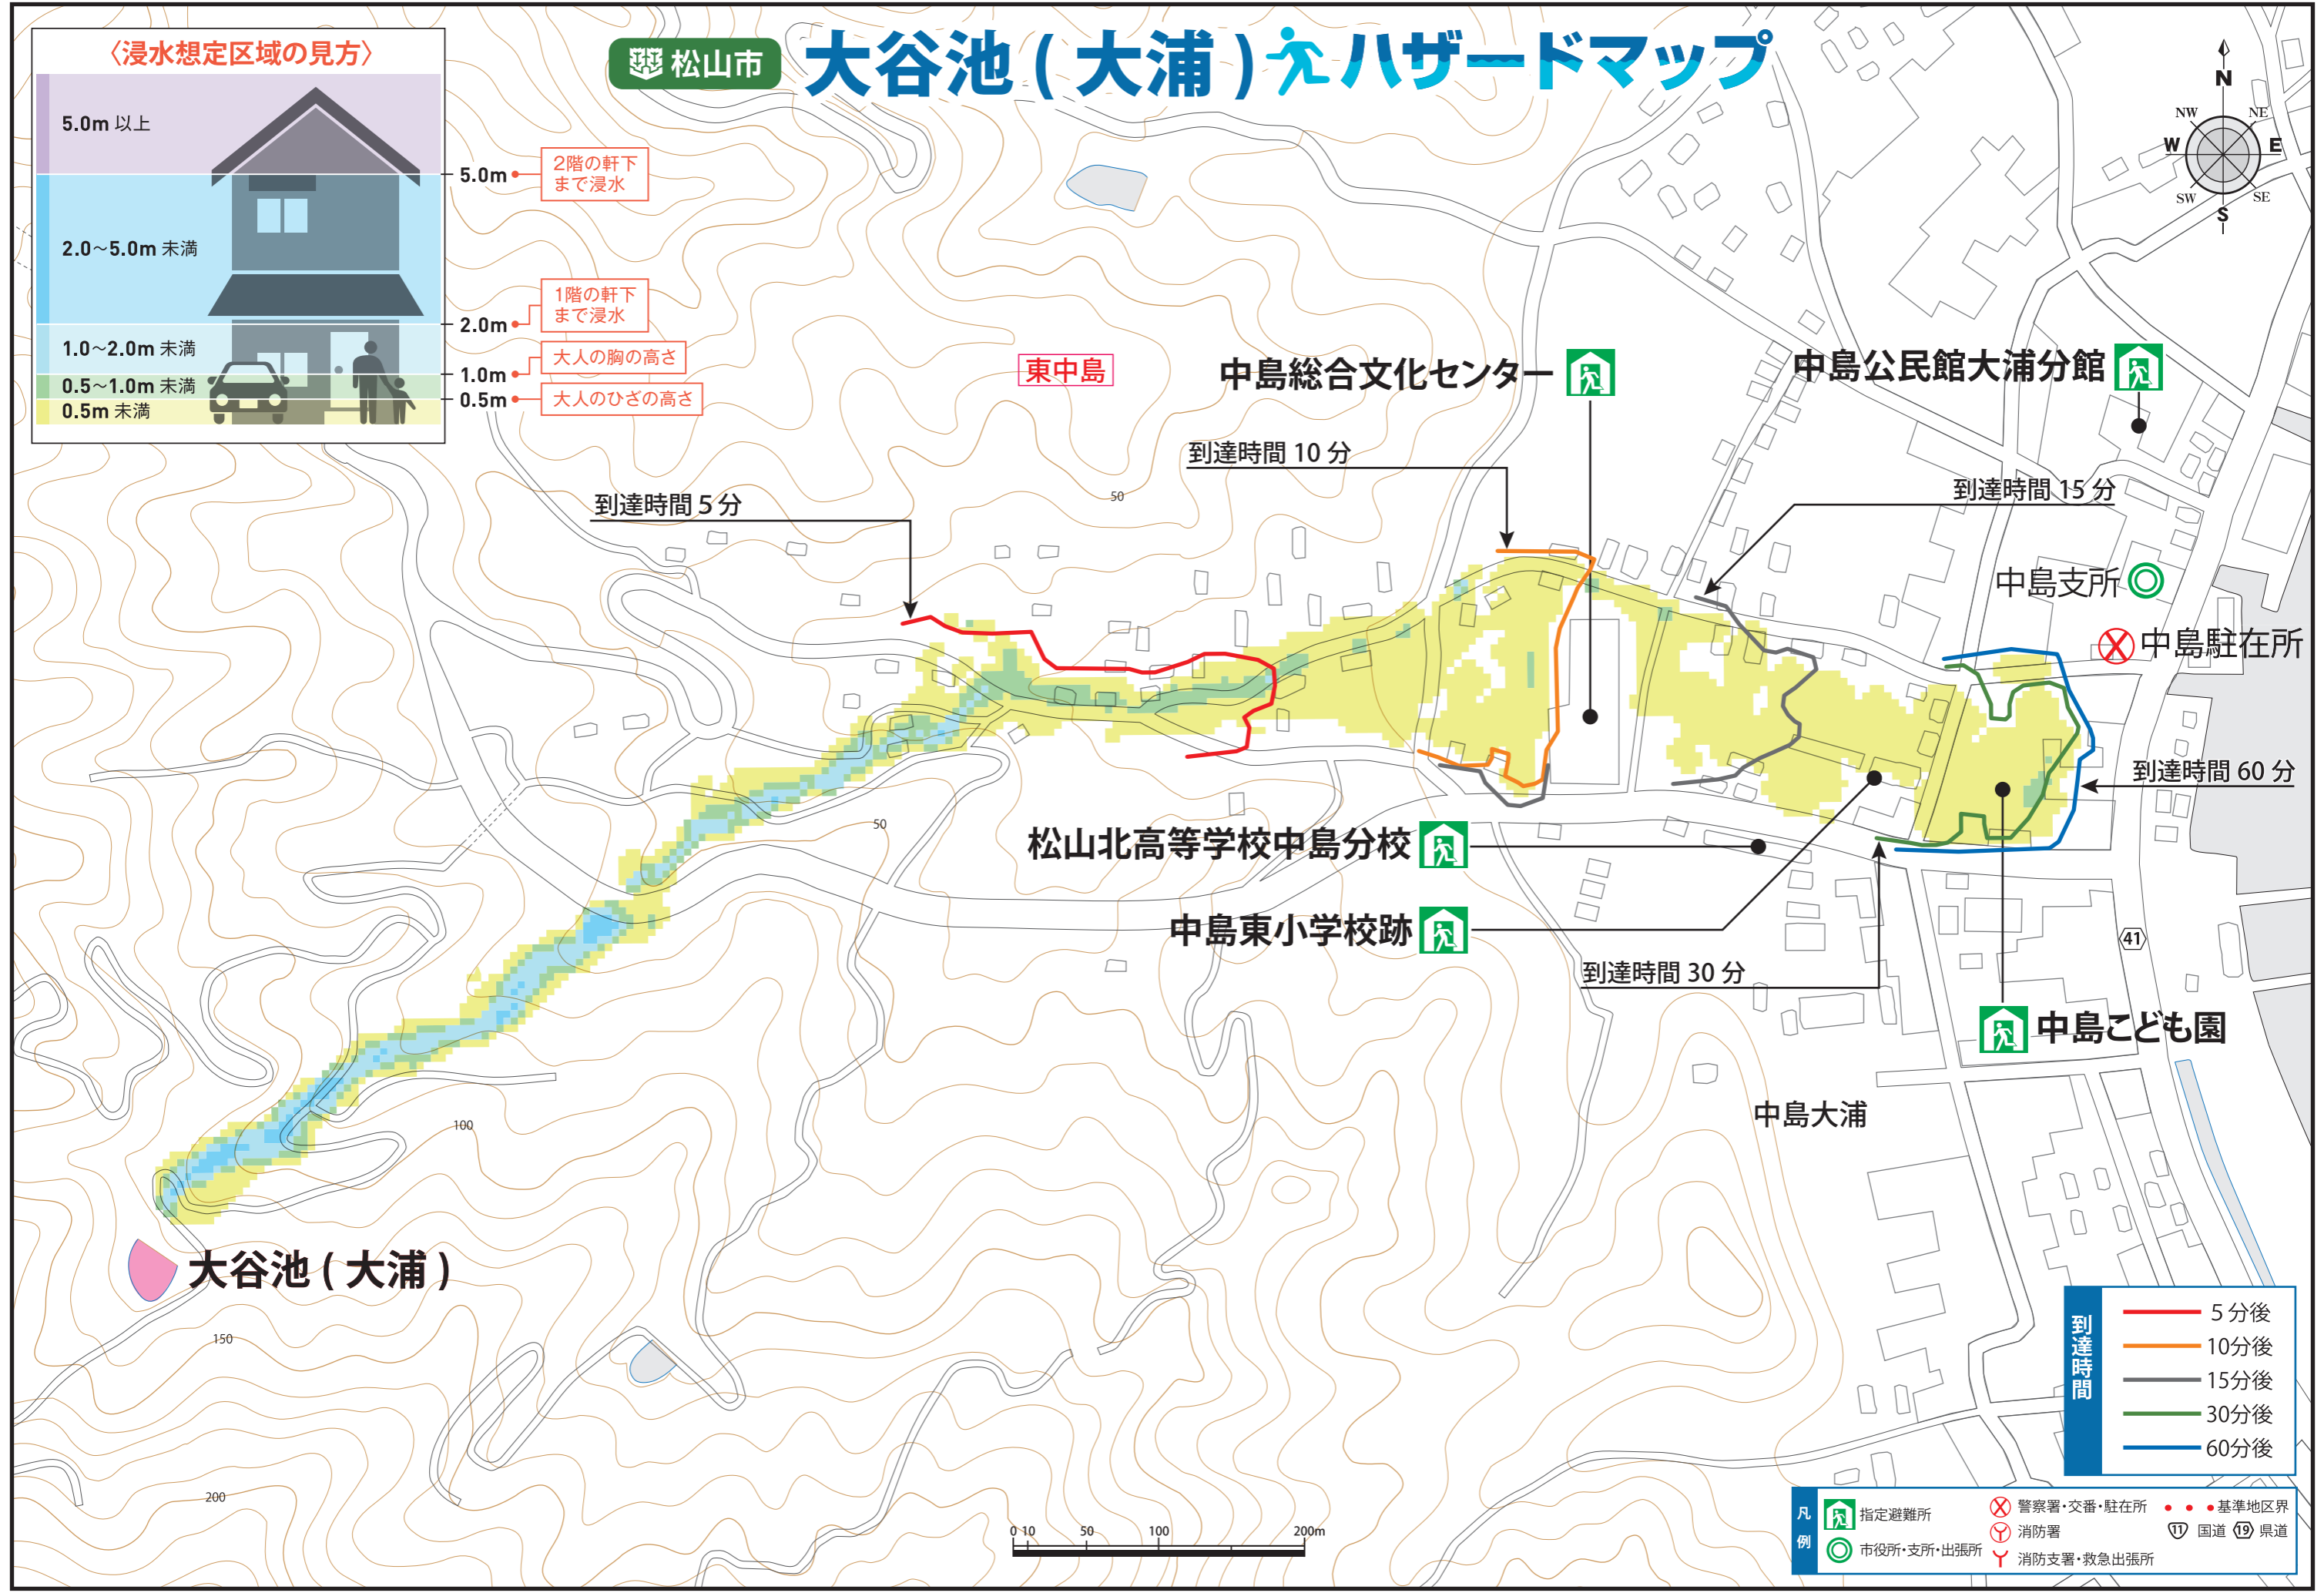 松山市
大谷池(大浦)ハザードマップ
〈浸水想定区域の見方〉
5.0m 以上
2.0～5.0m 未満
1.0～2.0m 未満
0.5～1.0m 未満
0.5m 未満
5.0m
2階の軒下
まで浸水
2.0m
1階の軒下
まで浸水
1.0m
大人の胸の高さ
0.5m
大人のひざの高さ
N
NW
NE
W
E
SW
SE
S
東中島
中島総合文化センター
中島公民館大浦分館
到達時間 10 分
到達時間 15 分
到達時間 5 分
50
中島支所
中島駐在所
到達時間 60 分
50
松山北高等学校中島分校
中島東小学校跡
41
到達時間 30 分
中島こども園
中島大浦
100
大谷池(大浦)
150
200
0 10 50 100 200m
到達時間
5分後
10分後
15分後
30分後
60分後
凡例
指定避難所
市役所・支所・出張所
警察署・交番・駐在所
消防署
消防支署・救急出張所
基準地区界
11 国道 19 県道